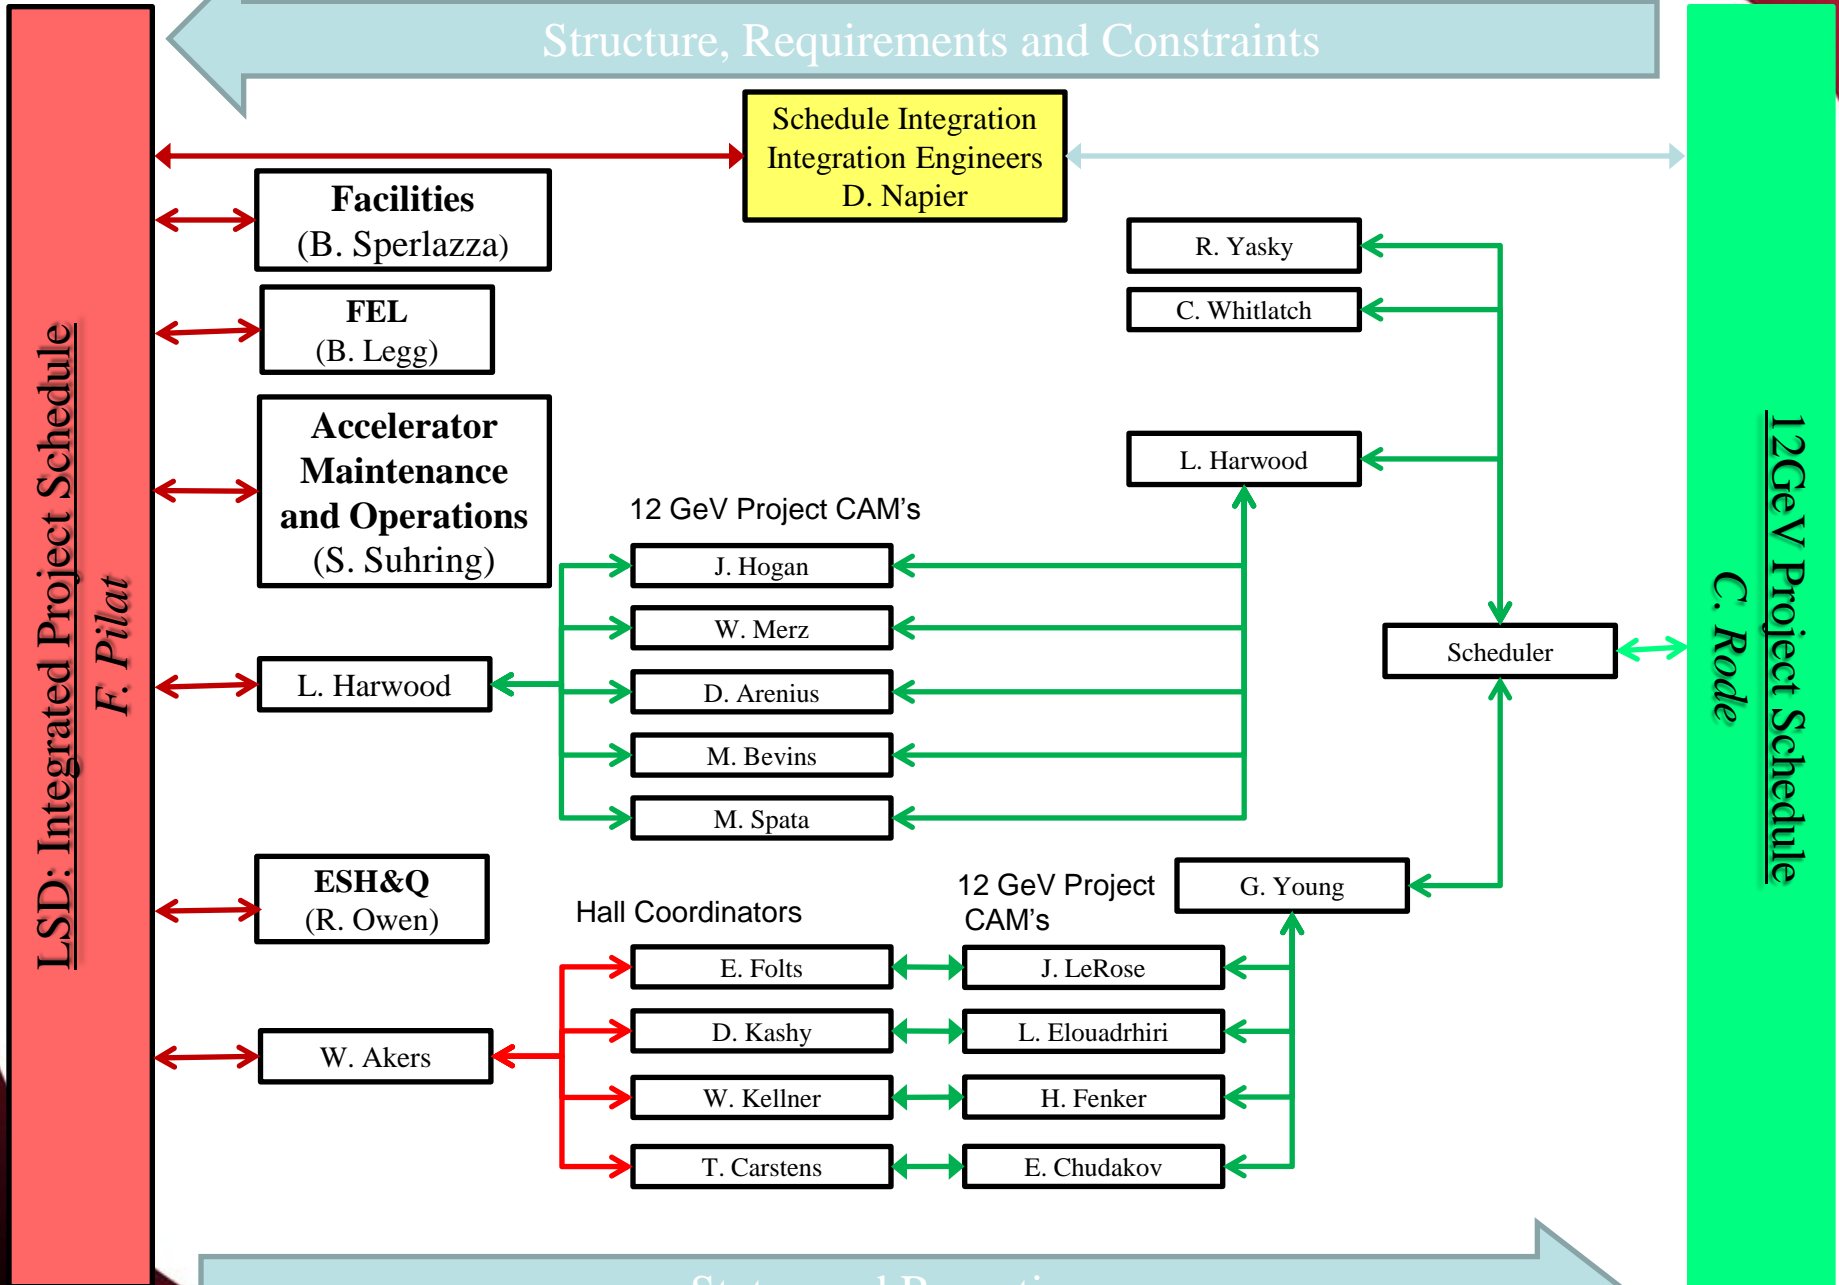 Structure, Requirements and Constraints
Schedule Integration
Integration Engineers
D. Napier
LSD: Integrated Project Schedule
F. Pilat
Facilities
(B. Sperlazza)
FEL
(B. Legg)
Accelerator
Maintenance
and Operations
(S. Suhring)
L. Harwood
ESH&Q
(R. Owen)
W. Akers
12 GeV Project CAM's
J. Hogan
W. Merz
D. Arenius
M. Bevins
M. Spata
Hall Coordinators
E. Folts
D. Kashy
W. Kellner
T. Carstens
12 GeV Project
CAM's
J. LeRose
L. Elouadrhiri
H. Fenker
E. Chudakov
R. Yasky
C. Whitlatch
L. Harwood
G. Young
Scheduler
12GeV Project Schedule
C. Rode